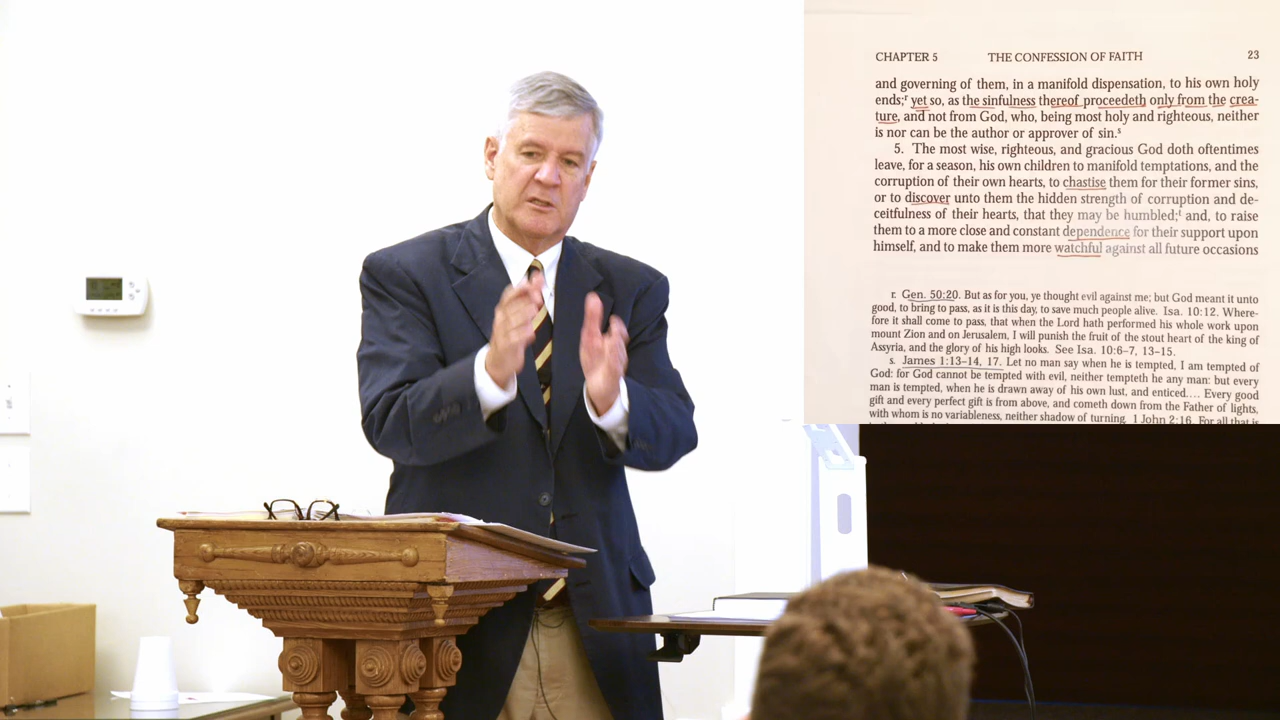 CHAPTER 5 THE CONFESSION OF FAITH 23
and governing of them, in a manifold dispensation, to his own holy
ends;r yet so, as the sinfulness thereof proceedeth only from the crea-
ture, and not from God, who, being most holy and righteous, neither
is nor can be the author or approver of sin.s
5. The most wise, righteous, and gracious God doth oftentimes
leave, for a season, his own children to manifold temptations, and the
corruption of their own hearts, to chastise them for their former sins,
or to discover unto them the hidden strength of corruption and de-
ceitfulness of their hearts, that they may be humbled;t and, to raise
them to a more close and constant dependence for their support upon
himself, and to make them more watchful against all future occasions
r. Gen. 50:20. But as for you, ye thought evil against me; but God meant it unto
good, to bring to pass, as it is this day, to save much people alive. Isa. 10:12. Where-
fore it shall come to pass, that when the Lord hath performed his whole work upon
mount Zion and on Jerusalem, I will punish the fruit of the stout heart of the king of
Assyria, and the glory of his high looks. See Isa. 10:6–7, 13–15.
s. James 1:13–14, 17. Let no man say when he is tempted, I am tempted of
God: for God cannot be tempted with evil, neither tempteth he any man: but every
man is tempted, when he is drawn away of his own lust, and enticed.... Every good
gift and every perfect gift is from above, and cometh down from the Father of lights,
with whom is no variableness, neither shadow of turning. 1 John 2:16. For all that is